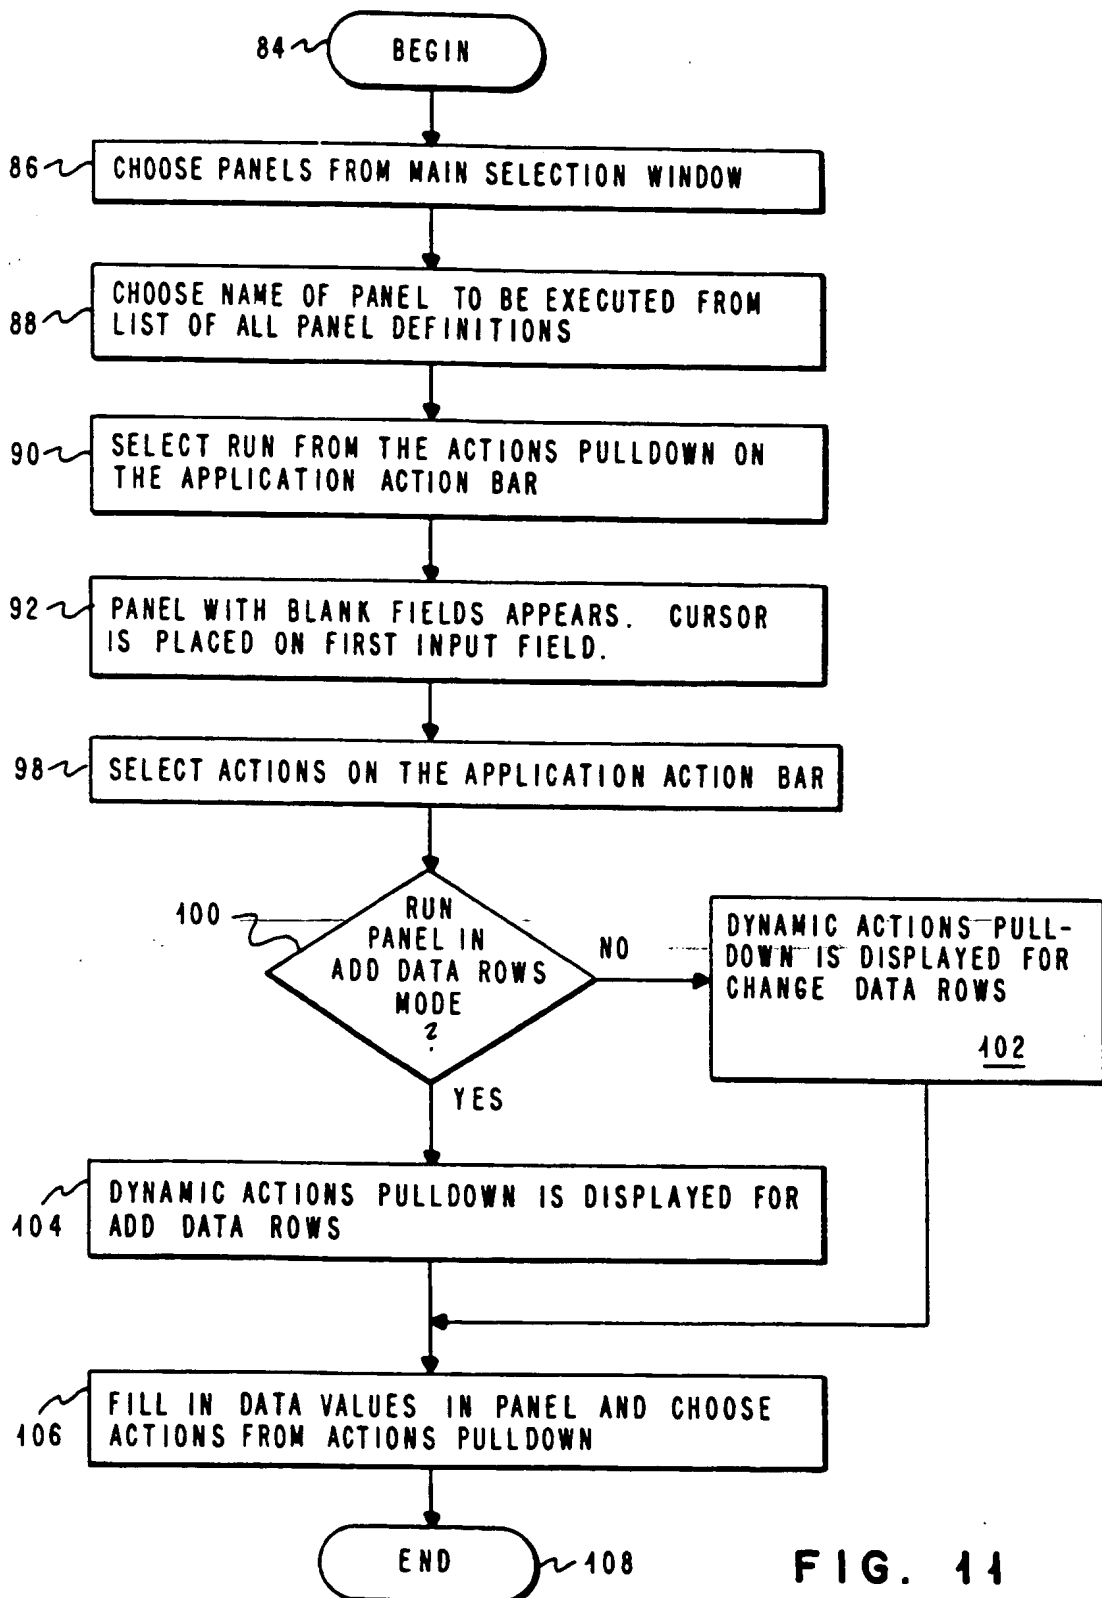 84
BEGIN
86
CHOOSE PANELS FROM MAIN SELECTION WINDOW
88
CHOOSE NAME OF PANEL TO BE EXECUTED FROM
LIST OF ALL PANEL DEFINITIONS
90
SELECT RUN FROM THE ACTIONS PULLDOWN ON
THE APPLICATION ACTION BAR
92
PANEL WITH BLANK FIELDS APPEARS. CURSOR
IS PLACED ON FIRST INPUT FIELD.
98
SELECT ACTIONS ON THE APPLICATION ACTION BAR
100
RUN
PANEL IN
ADD DATA ROWS
MODE
?
NO
DYNAMIC ACTIONS PULL-
DOWN IS DISPLAYED FOR
CHANGE DATA ROWS
102
YES
104
DYNAMIC ACTIONS PULLDOWN IS DISPLAYED FOR
ADD DATA ROWS
106
FILL IN DATA VALUES IN PANEL AND CHOOSE
ACTIONS FROM ACTIONS PULLDOWN
END
108
FIG. 11